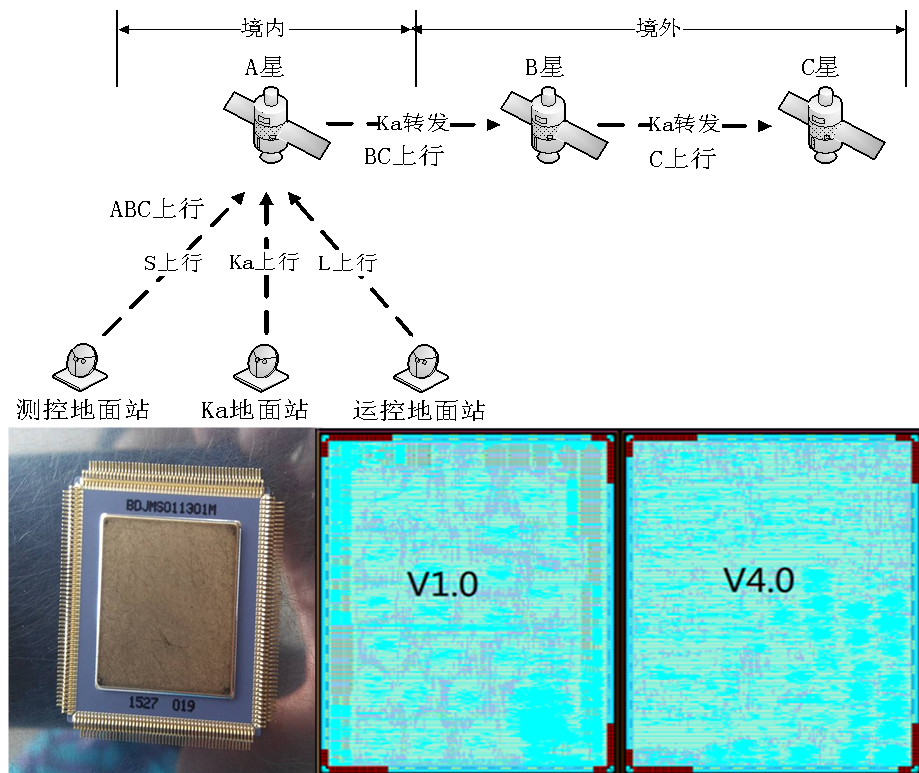 境内
境外
A星
B星
C星
Ka转发
Ka转发
BC上行
C上行
ABC上行
S上行
Ka上行
L上行
测控地面站
Ka地面站
运控地面站
BDJMS011301M
V1.0
V4.0
1527 019